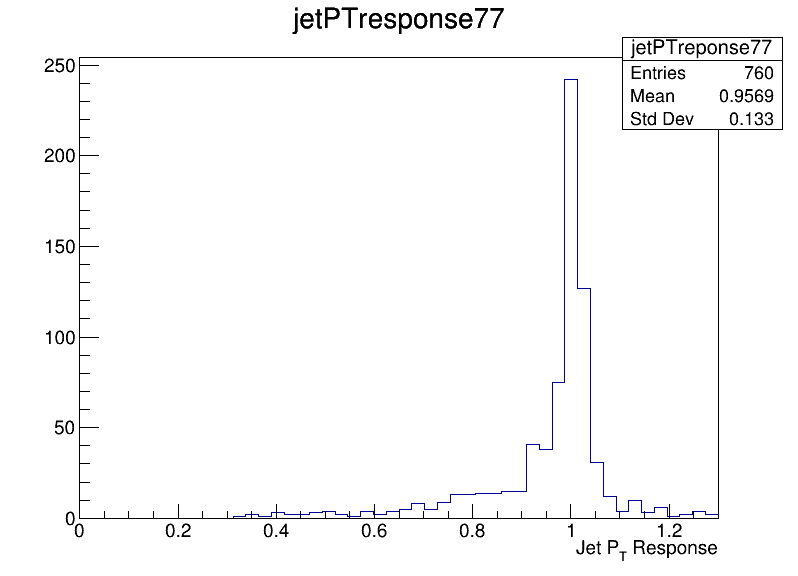 jetPTresponse77
jetPTreponse77
Entries 760
Mean 0.9569
Std Dev 0.133
250
200
150
100
50
0
0 0.2 0.4 0.6 0.8 1 1.2
Jet P_T Response